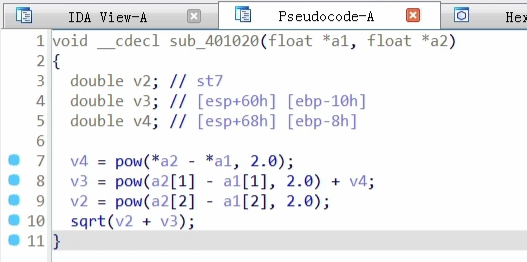 IDA View-A Pseudocode-A Hex
1 void __cdecl sub_401020(float *a1, float *a2)
2 {
3 double v2; // st7
4 double v3; // [esp+60h] [ebp-10h]
5 double v4; // [esp+68h] [ebp-8h]
6
7 v4 = pow(*a2 - *a1, 2.0);
8 v3 = pow(a2[1] - a1[1], 2.0) + v4;
9 v2 = pow(a2[2] - a1[2], 2.0);
10 sqrt(v2 + v3);
11 }